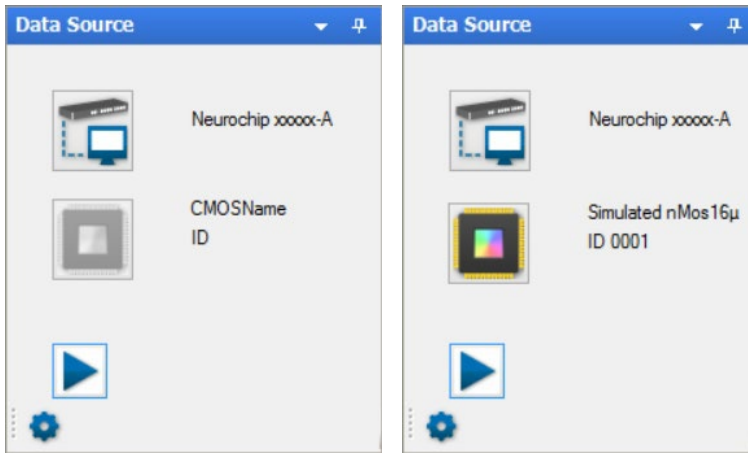 Data Source
Neurochip xxxxx-A
CMOSName
ID
Data Source
Neurochip xxxxx-A
Simulated nMos16µ
ID 0001